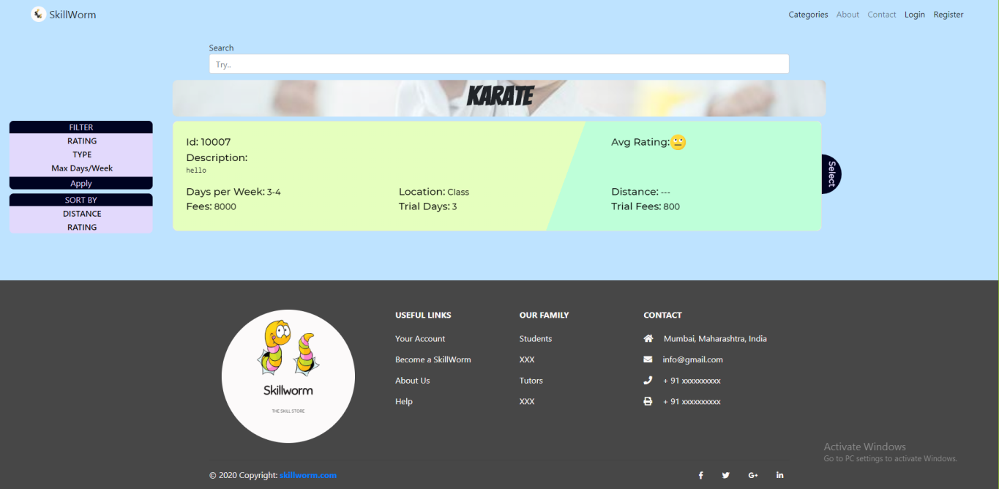 SkillWorm
Categories About Contact Login Register
Search
Try..
KARATE
FILTER
RATING
TYPE
Max Days/Week
Apply
SORT BY
DISTANCE
RATING
Id: 10007
Avg Rating:
Description:
hello
Days per Week: 3-4 Location: Class Distance: ---
Fees: 8000 Trial Days: 3 Trial Fees: 800
Select
Skillworm
THE SKILL STORE
USEFUL LINKS
Your Account
Become a SkillWorm
About Us
Help
OUR FAMILY
Students
XXX
Tutors
XXX
CONTACT
Mumbai, Maharashtra, India
info@gmail.com
+ 91 xxxxxxxxxx
+ 91 xxxxxxxxxx
Activate Windows
Go to PC settings to activate Windows.
© 2020 Copyright: skillworm.com